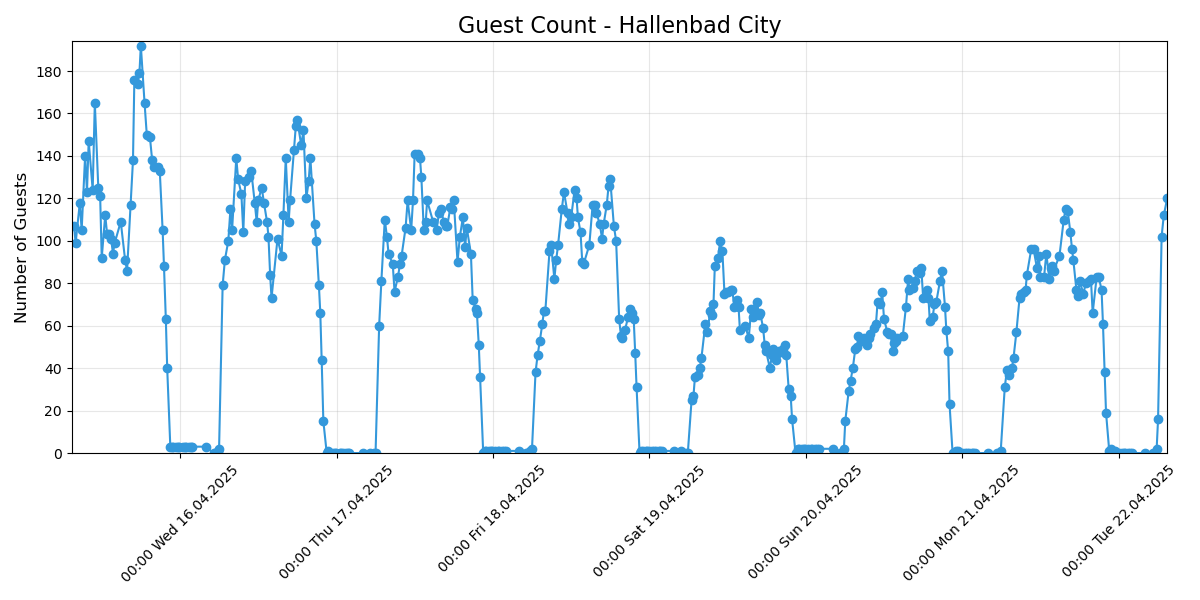 Guest Count - Hallenbad City
Number of Guests
180
160
140
120
100
80
60
40
20
0
00:00 Wed 16.04.2025
00:00 Thu 17.04.2025
00:00 Fri 18.04.2025
00:00 Sat 19.04.2025
00:00 Sun 20.04.2025
00:00 Mon 21.04.2025
00:00 Tue 22.04.2025